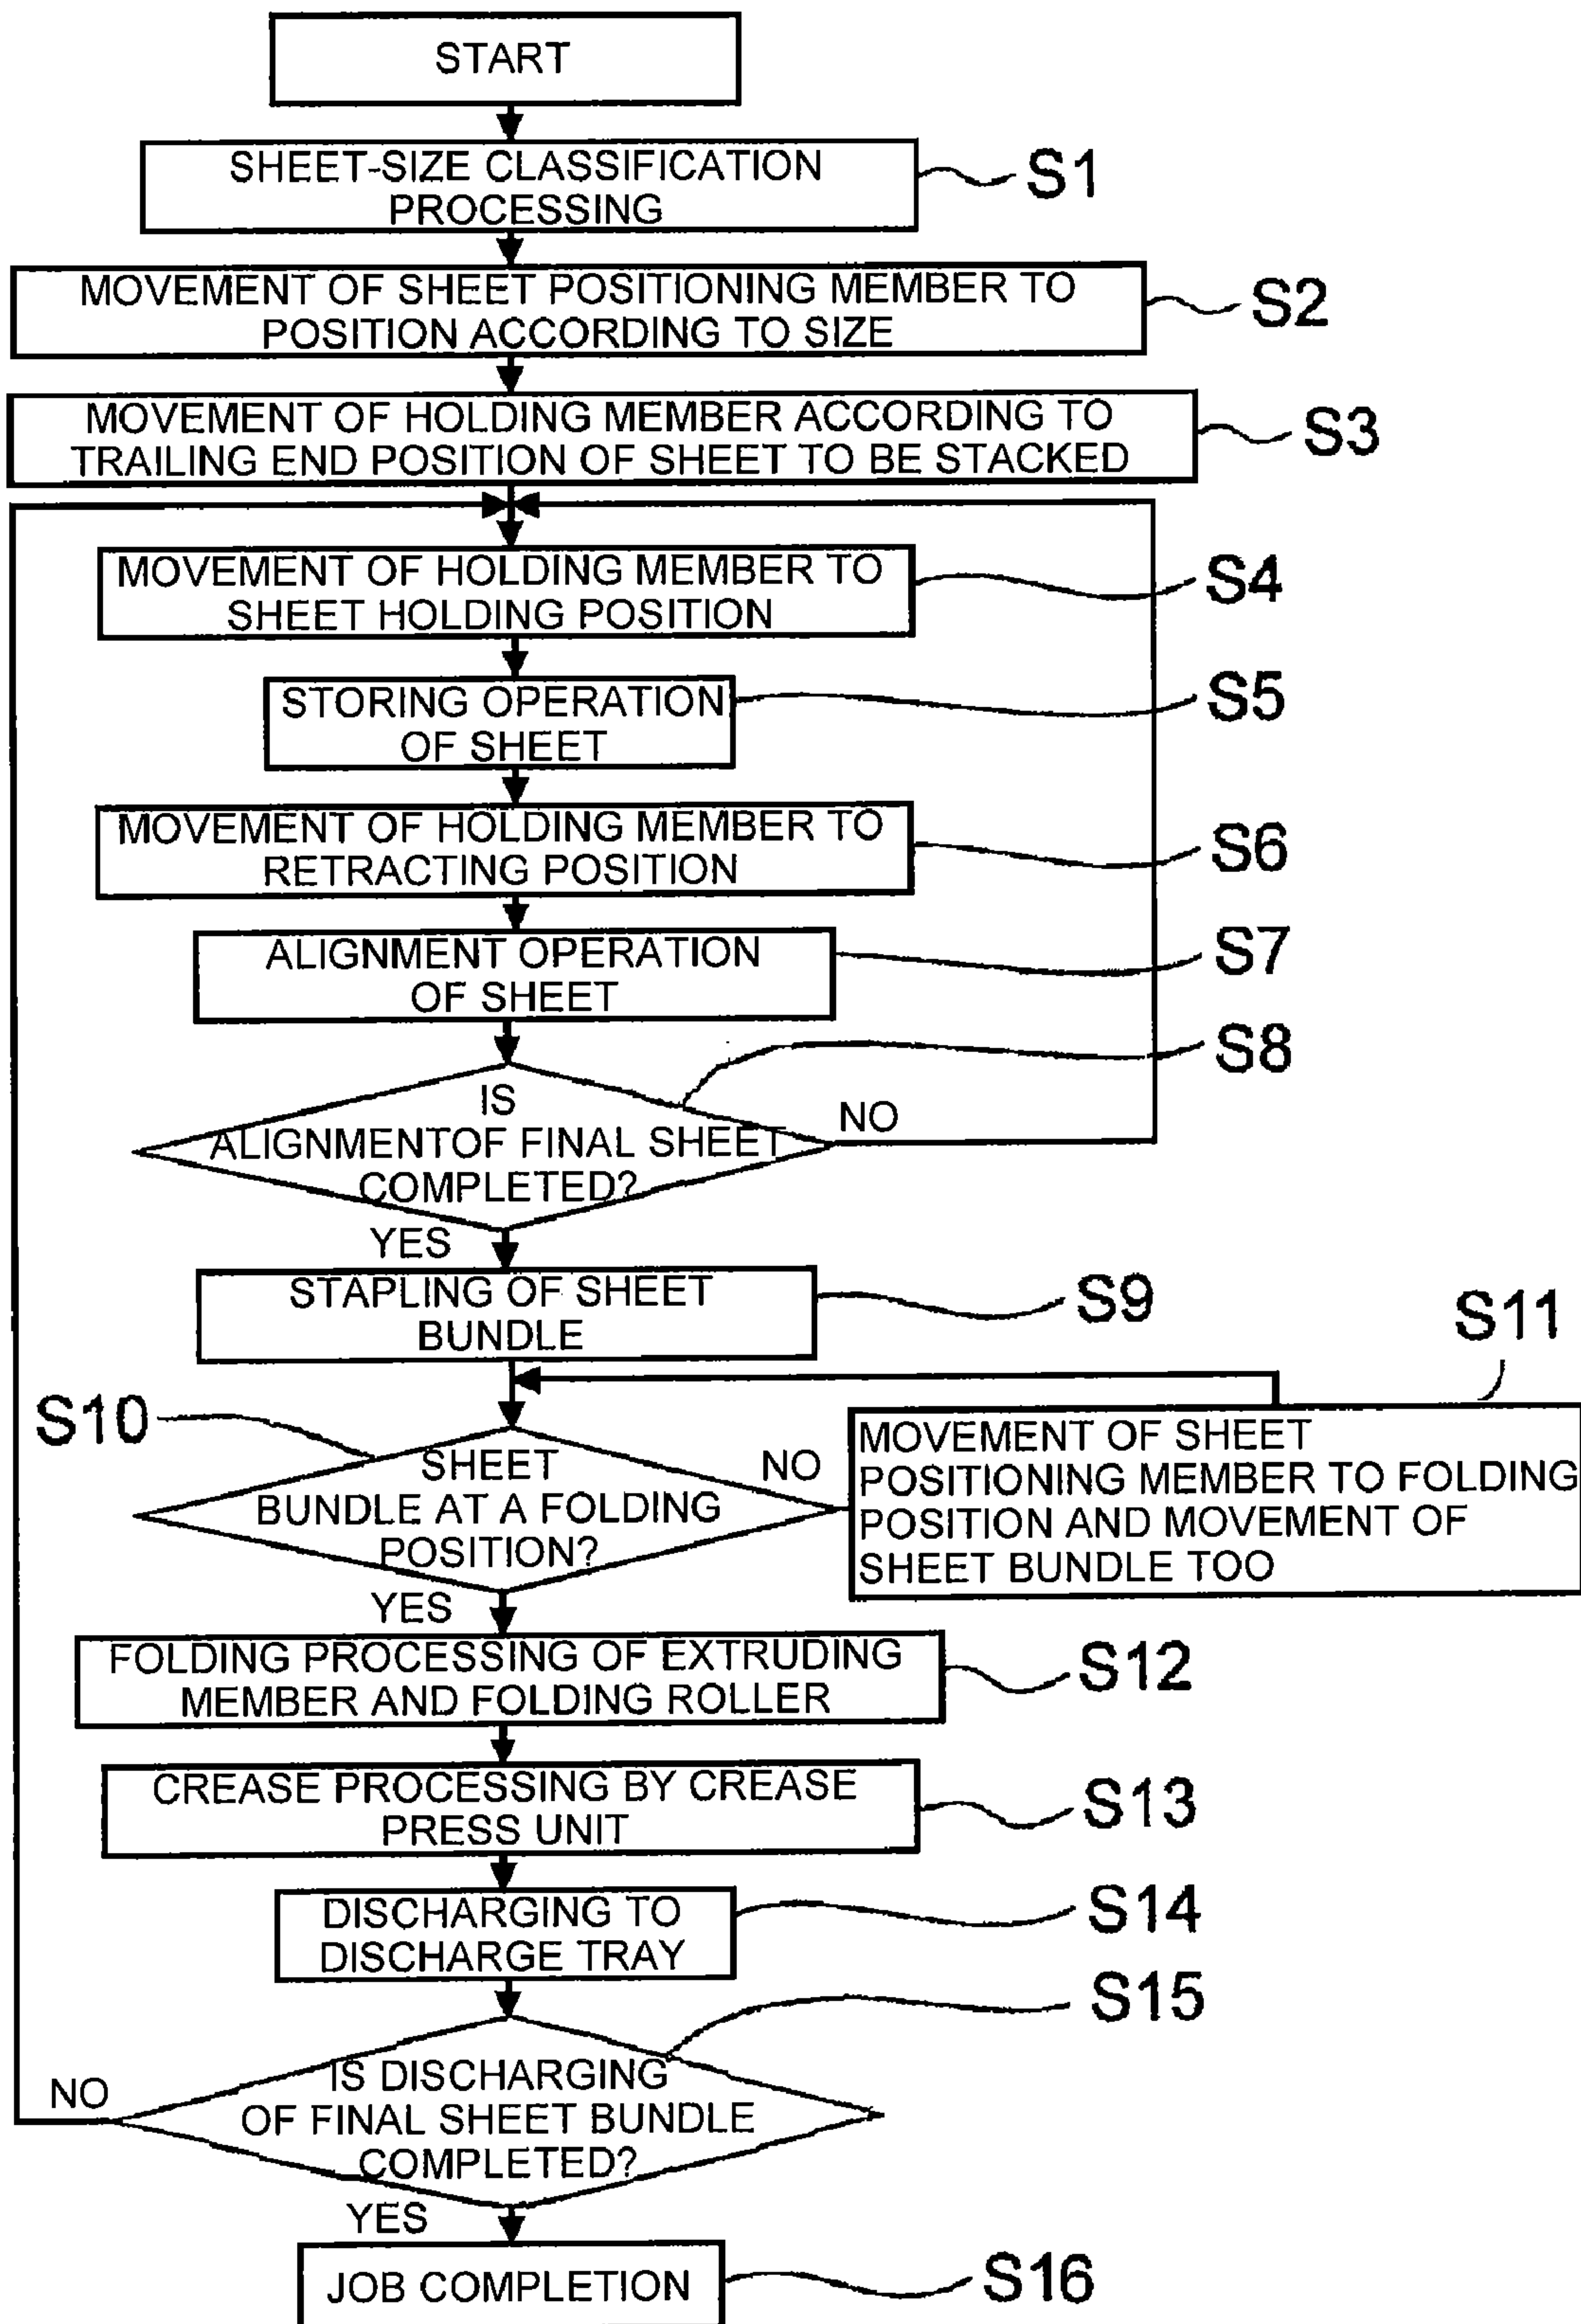 START
SHEET-SIZE CLASSIFICATION
PROCESSING
S1
MOVEMENT OF SHEET POSITIONING MEMBER TO
POSITION ACCORDING TO SIZE
S2
MOVEMENT OF HOLDING MEMBER ACCORDING TO
TRAILING END POSITION OF SHEET TO BE STACKED
S3
MOVEMENT OF HOLDING MEMBER TO
SHEET HOLDING POSITION
S4
STORING OPERATION
OF SHEET
S5
MOVEMENT OF HOLDING MEMBER TO
RETRACTING POSITION
S6
ALIGNMENT OPERATION
OF SHEET
S7
S8
IS
ALIGNMENTOF FINAL SHEET
COMPLETED?
NO
YES
STAPLING OF SHEET
BUNDLE
S9
S10
SHEET
BUNDLE AT A FOLDING
POSITION?
NO
YES
S11
MOVEMENT OF SHEET
POSITIONING MEMBER TO FOLDING
POSITION AND MOVEMENT OF
SHEET BUNDLE TOO
FOLDING PROCESSING OF EXTRUDING
MEMBER AND FOLDING ROLLER
S12
CREASE PROCESSING BY CREASE
PRESS UNIT
S13
DISCHARGING TO
DISCHARGE TRAY
S14
S15
IS DISCHARGING
OF FINAL SHEET BUNDLE
COMPLETED?
NO
YES
JOB COMPLETION
S16